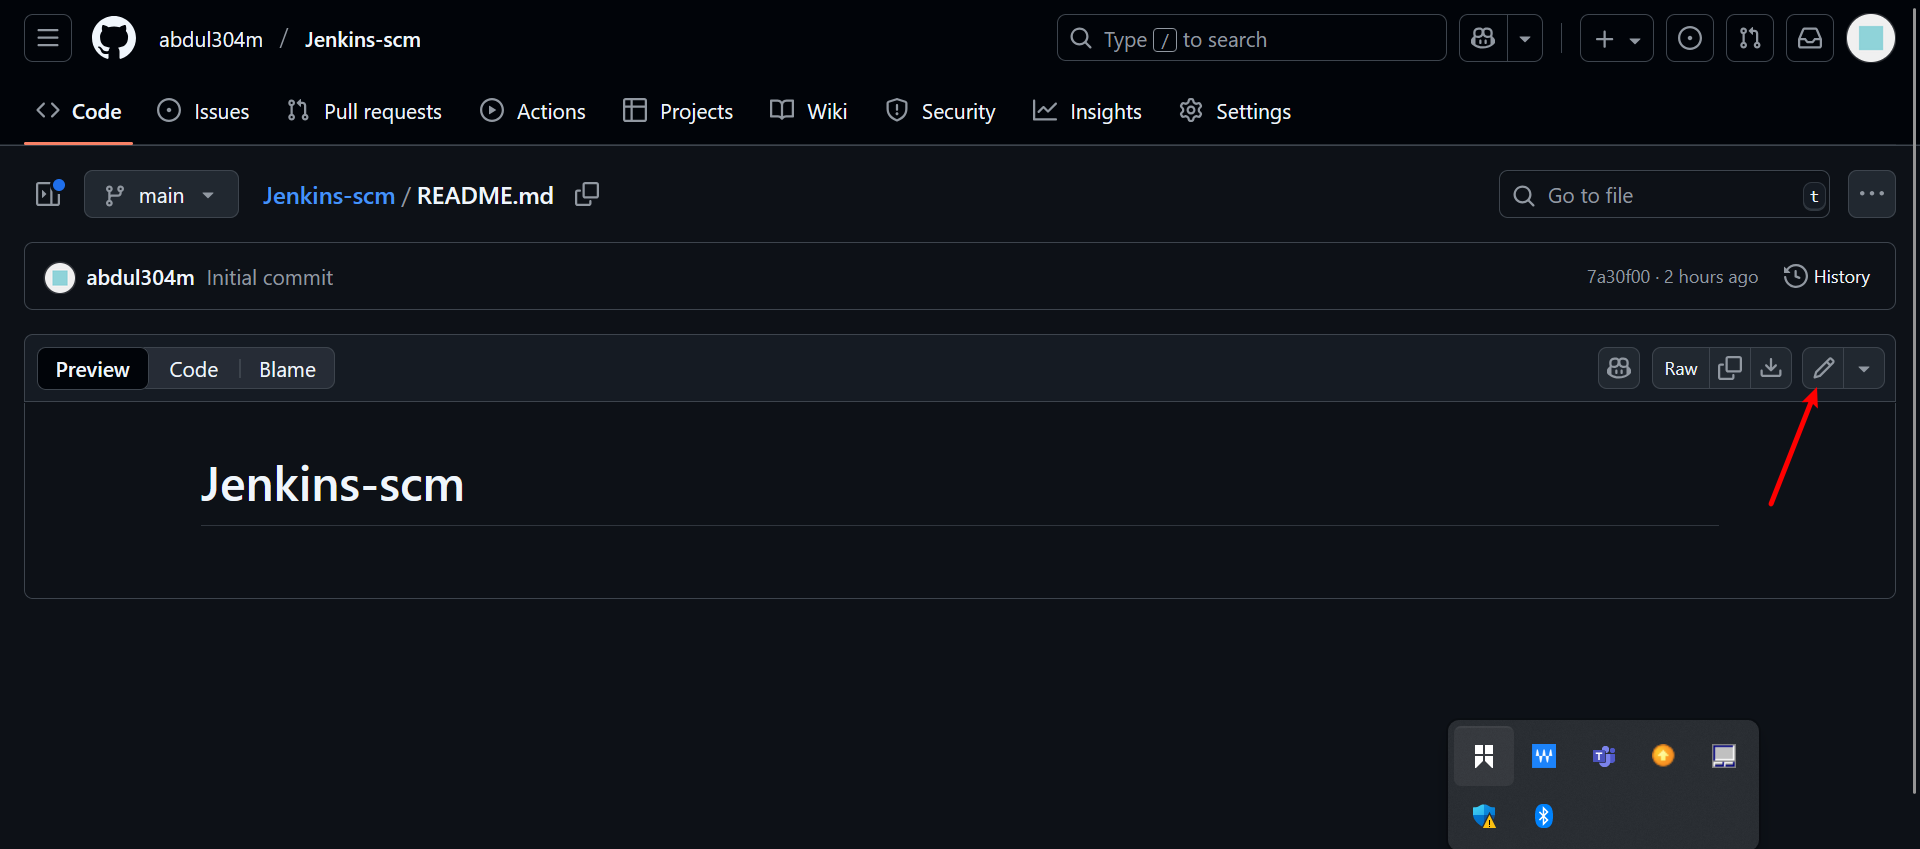 abdul304m / Jenkins-scm
Type / to search
Code Issues Pull requests Actions Projects Wiki Security Insights Settings
main Jenkins-scm / README.md
Go to file t
abdul304m Initial commit
7a30f00 · 2 hours ago History
Preview Code Blame
Raw
Jenkins-scm